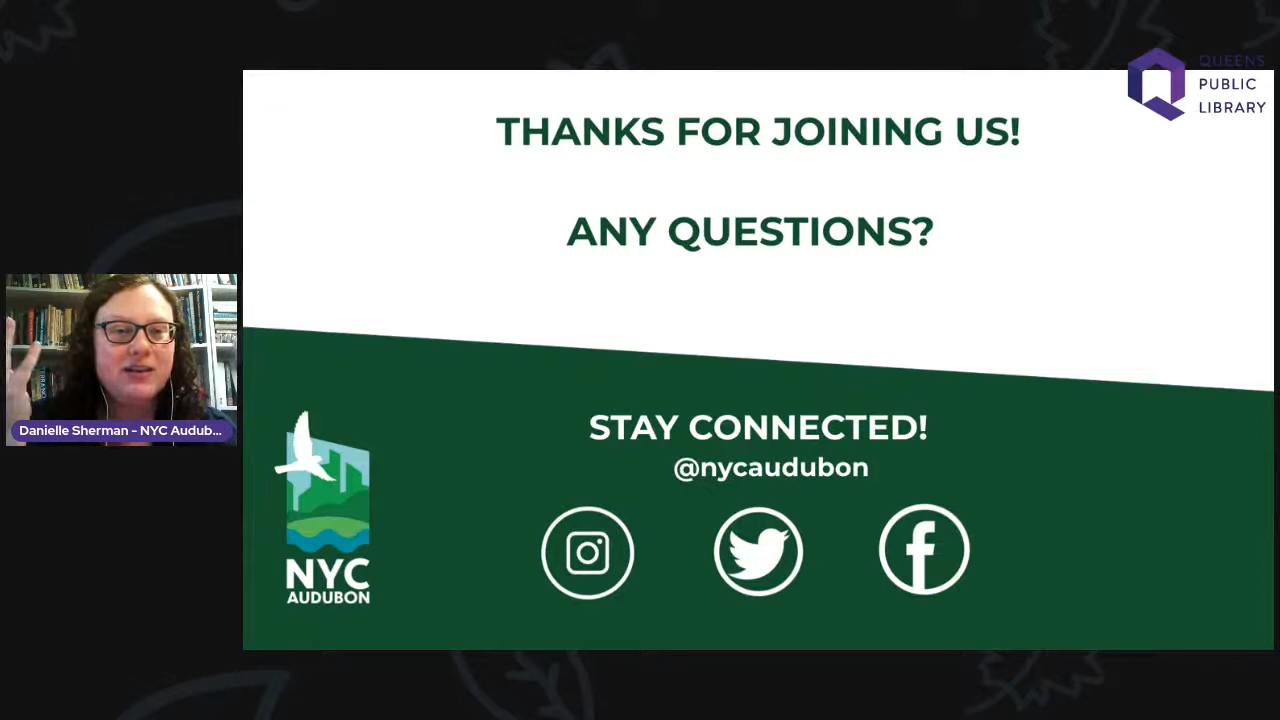 QUEENS
PUBLIC
LIBRARY
THANKS FOR JOINING US!
ANY QUESTIONS?
Danielle Sherman - NYC Audub...
STAY CONNECTED!
@nycaudubon
NYC
AUDUBON